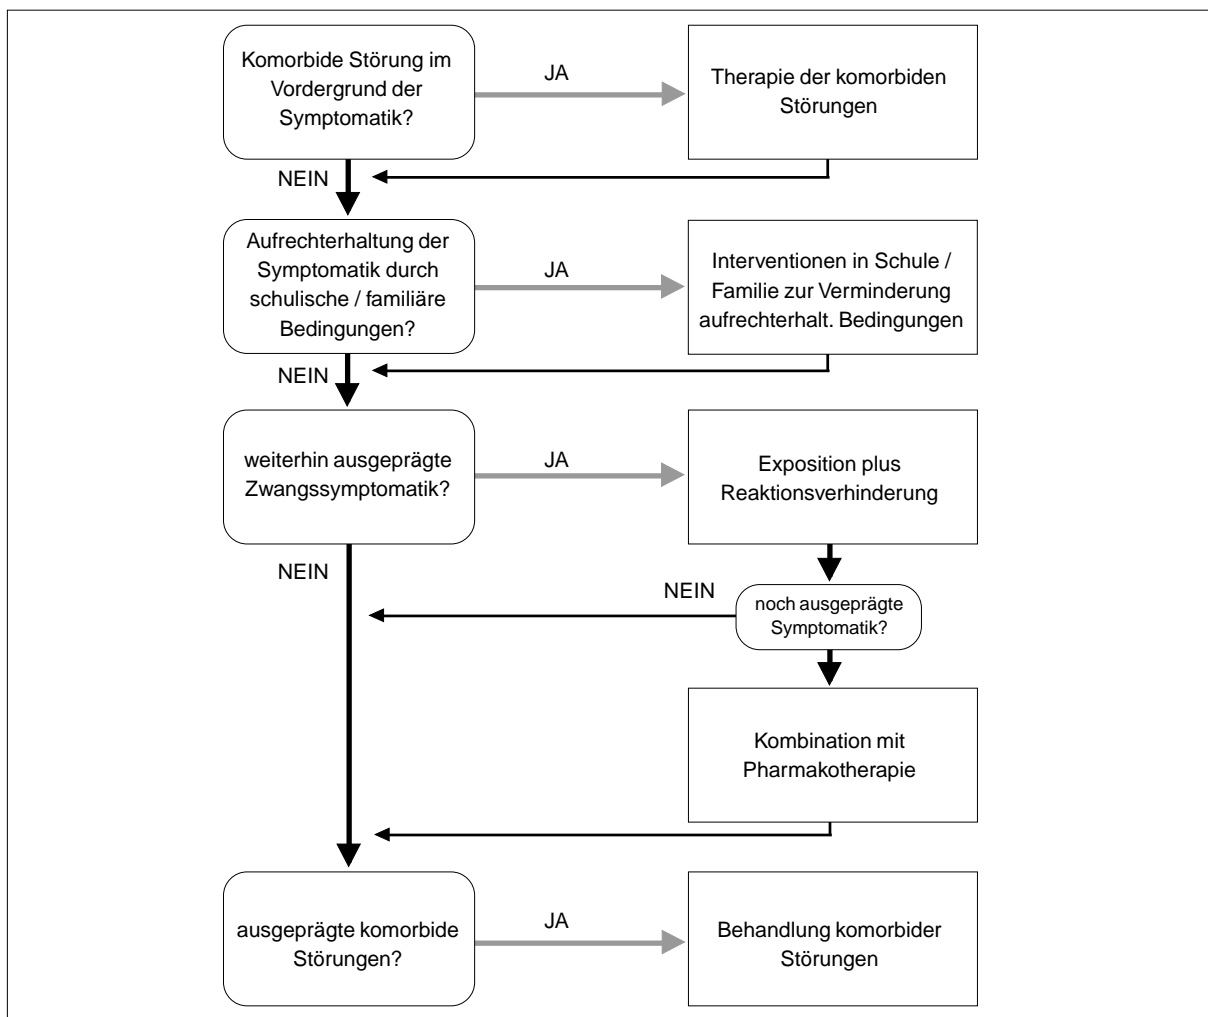 Komorbide Störung im
Vordergrund der
Symptomatik?
JA
Therapie der komorbiden
Störungen
NEIN
Aufrechterhaltung der
Symptomatik durch
schulische / familiäre
Bedingungen?
JA
Interventionen in Schule /
Familie zur Verminderung
aufrechterhalt. Bedingungen
NEIN
weiterhin ausgeprägte
Zwangssymptomatik?
JA
Exposition plus
Reaktionsverhinderung
NEIN
NEIN
noch ausgeprägte
Symptomatik?
Kombination mit
Pharmakotherapie
ausgeprägte komorbide
Störungen?
JA
Behandlung komorbider
Störungen